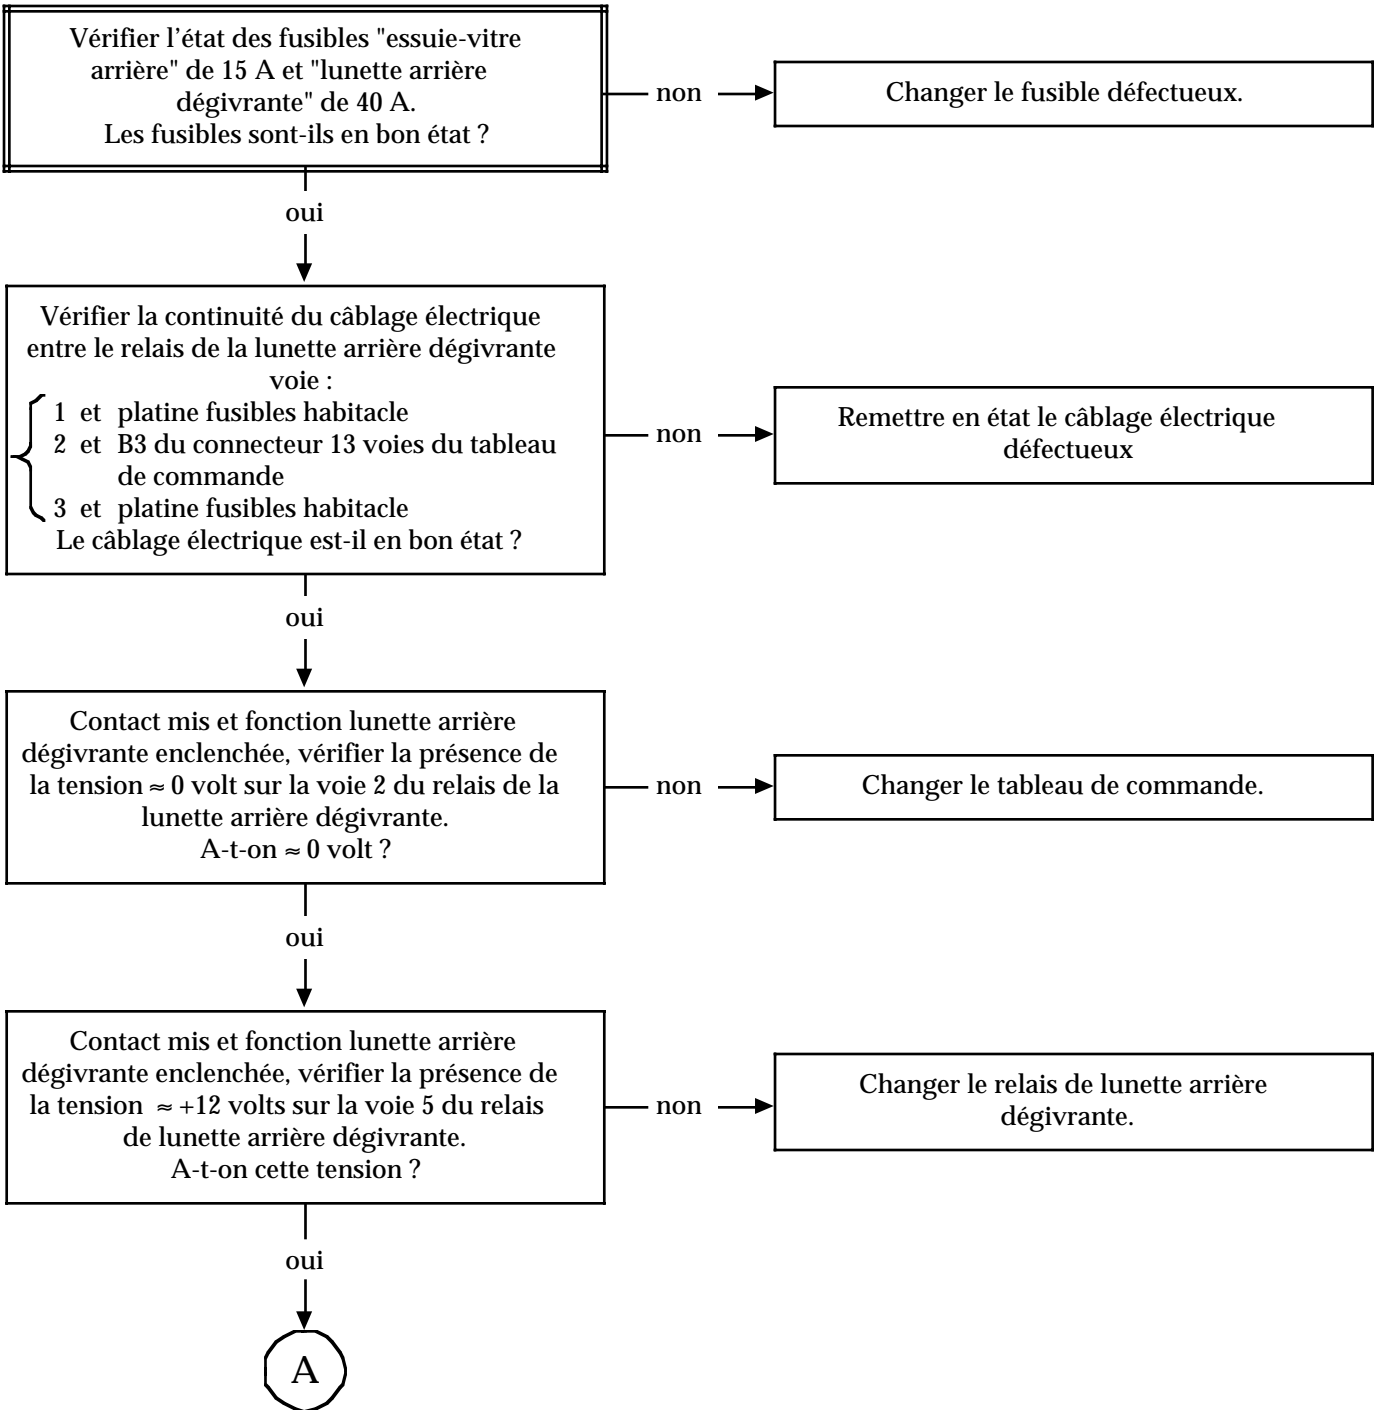 Vérifier l'état des fusibles "essuie-vitre
arrière" de 15 A et "lunette arrière
dégivrante" de 40 A.
Les fusibles sont-ils en bon état ?
non
Changer le fusible défectueux.
oui
Vérifier la continuité du câblage électrique
entre le relais de la lunette arrière dégivrante
voie :
1 et platine fusibles habitacle
2 et B3 du connecteur 13 voies du tableau
de commande
3 et platine fusibles habitacle
Le câblage électrique est-il en bon état ?
non
Remettre en état le câblage électrique
défectueux
oui
Contact mis et fonction lunette arrière
dégivrante enclenchée, vérifier la présence de
la tension ≈ 0 volt sur la voie 2 du relais de la
lunette arrière dégivrante.
A-t-on ≈ 0 volt ?
non
Changer le tableau de commande.
oui
Contact mis et fonction lunette arrière
dégivrante enclenchée, vérifier la présence de
la tension ≈ +12 volts sur la voie 5 du relais
de lunette arrière dégivrante.
A-t-on cette tension ?
non
Changer le relais de lunette arrière
dégivrante.
oui
A